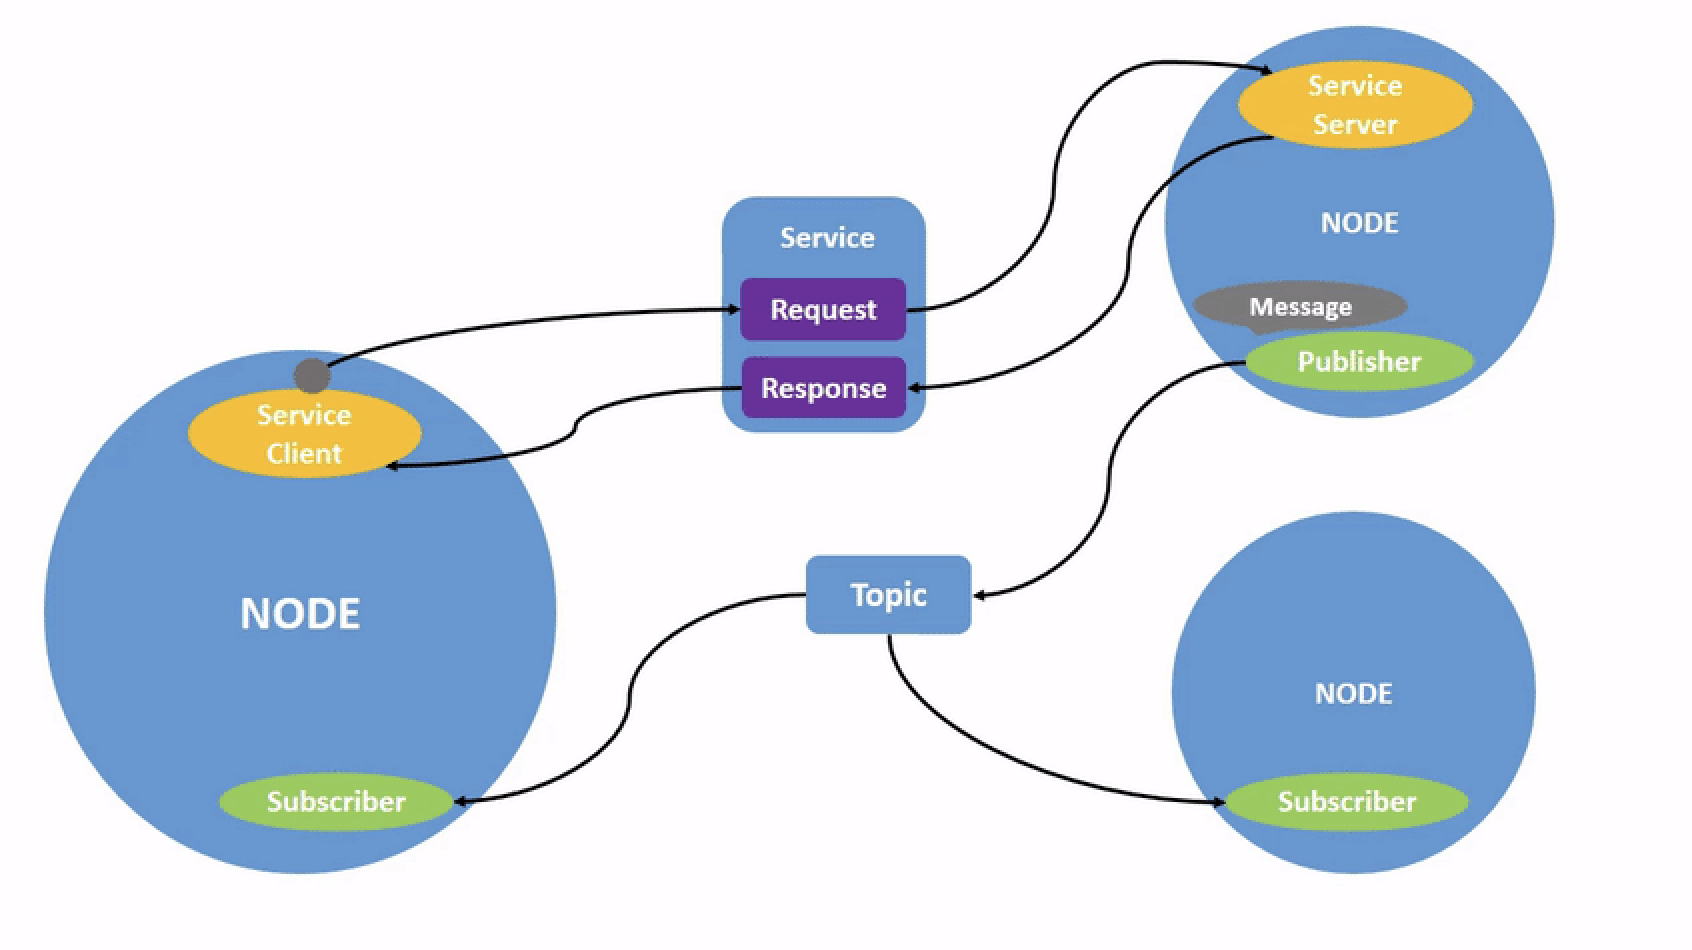 Service
Server
NODE
Message
Publisher
Service
Request
Response
Service
Client
NODE
Subscriber
Topic
NODE
Subscriber